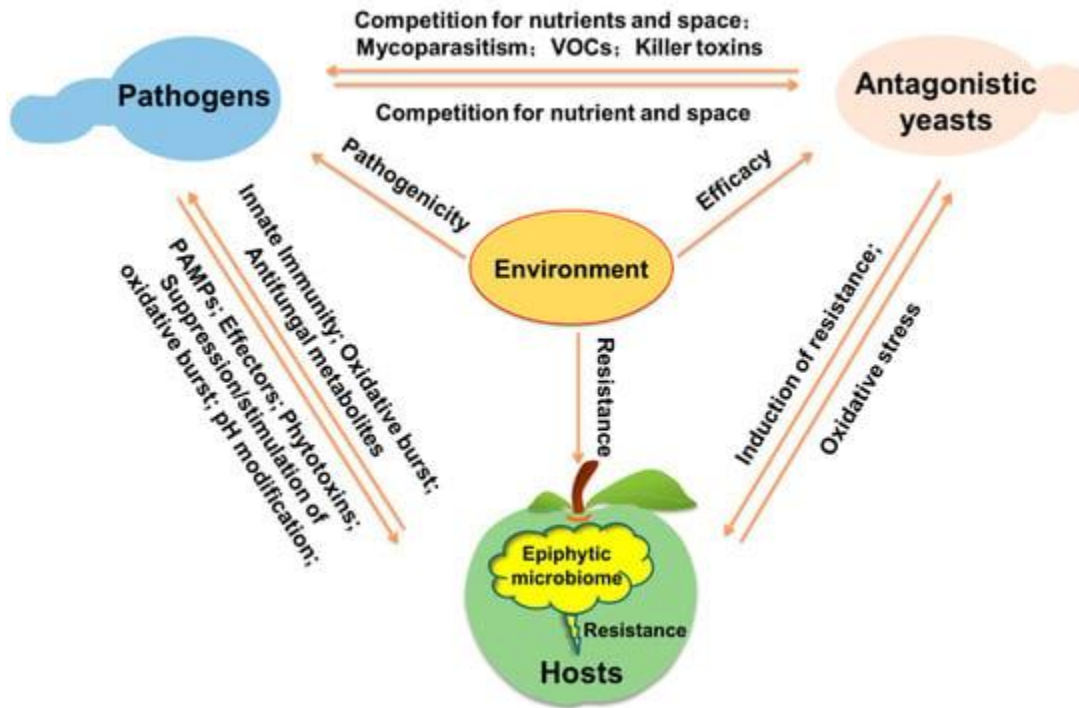 Competition for nutrients and space;
Mycoparasitism; VOCs; Killer toxins
Pathogens
Antagonistic
yeasts
Competition for nutrient and space
Pathogenicity
Efficacy
Environment
Innate Immunity; Oxidative burst;
Antifungal metabolites
PAMPs; Effectors; Phytotoxins;
Suppression/stimulation of
oxidative burst; pH modification;
Resistance
Induction of resistance;
Oxidative stress
Epiphytic
microbiome
Resistance
Hosts